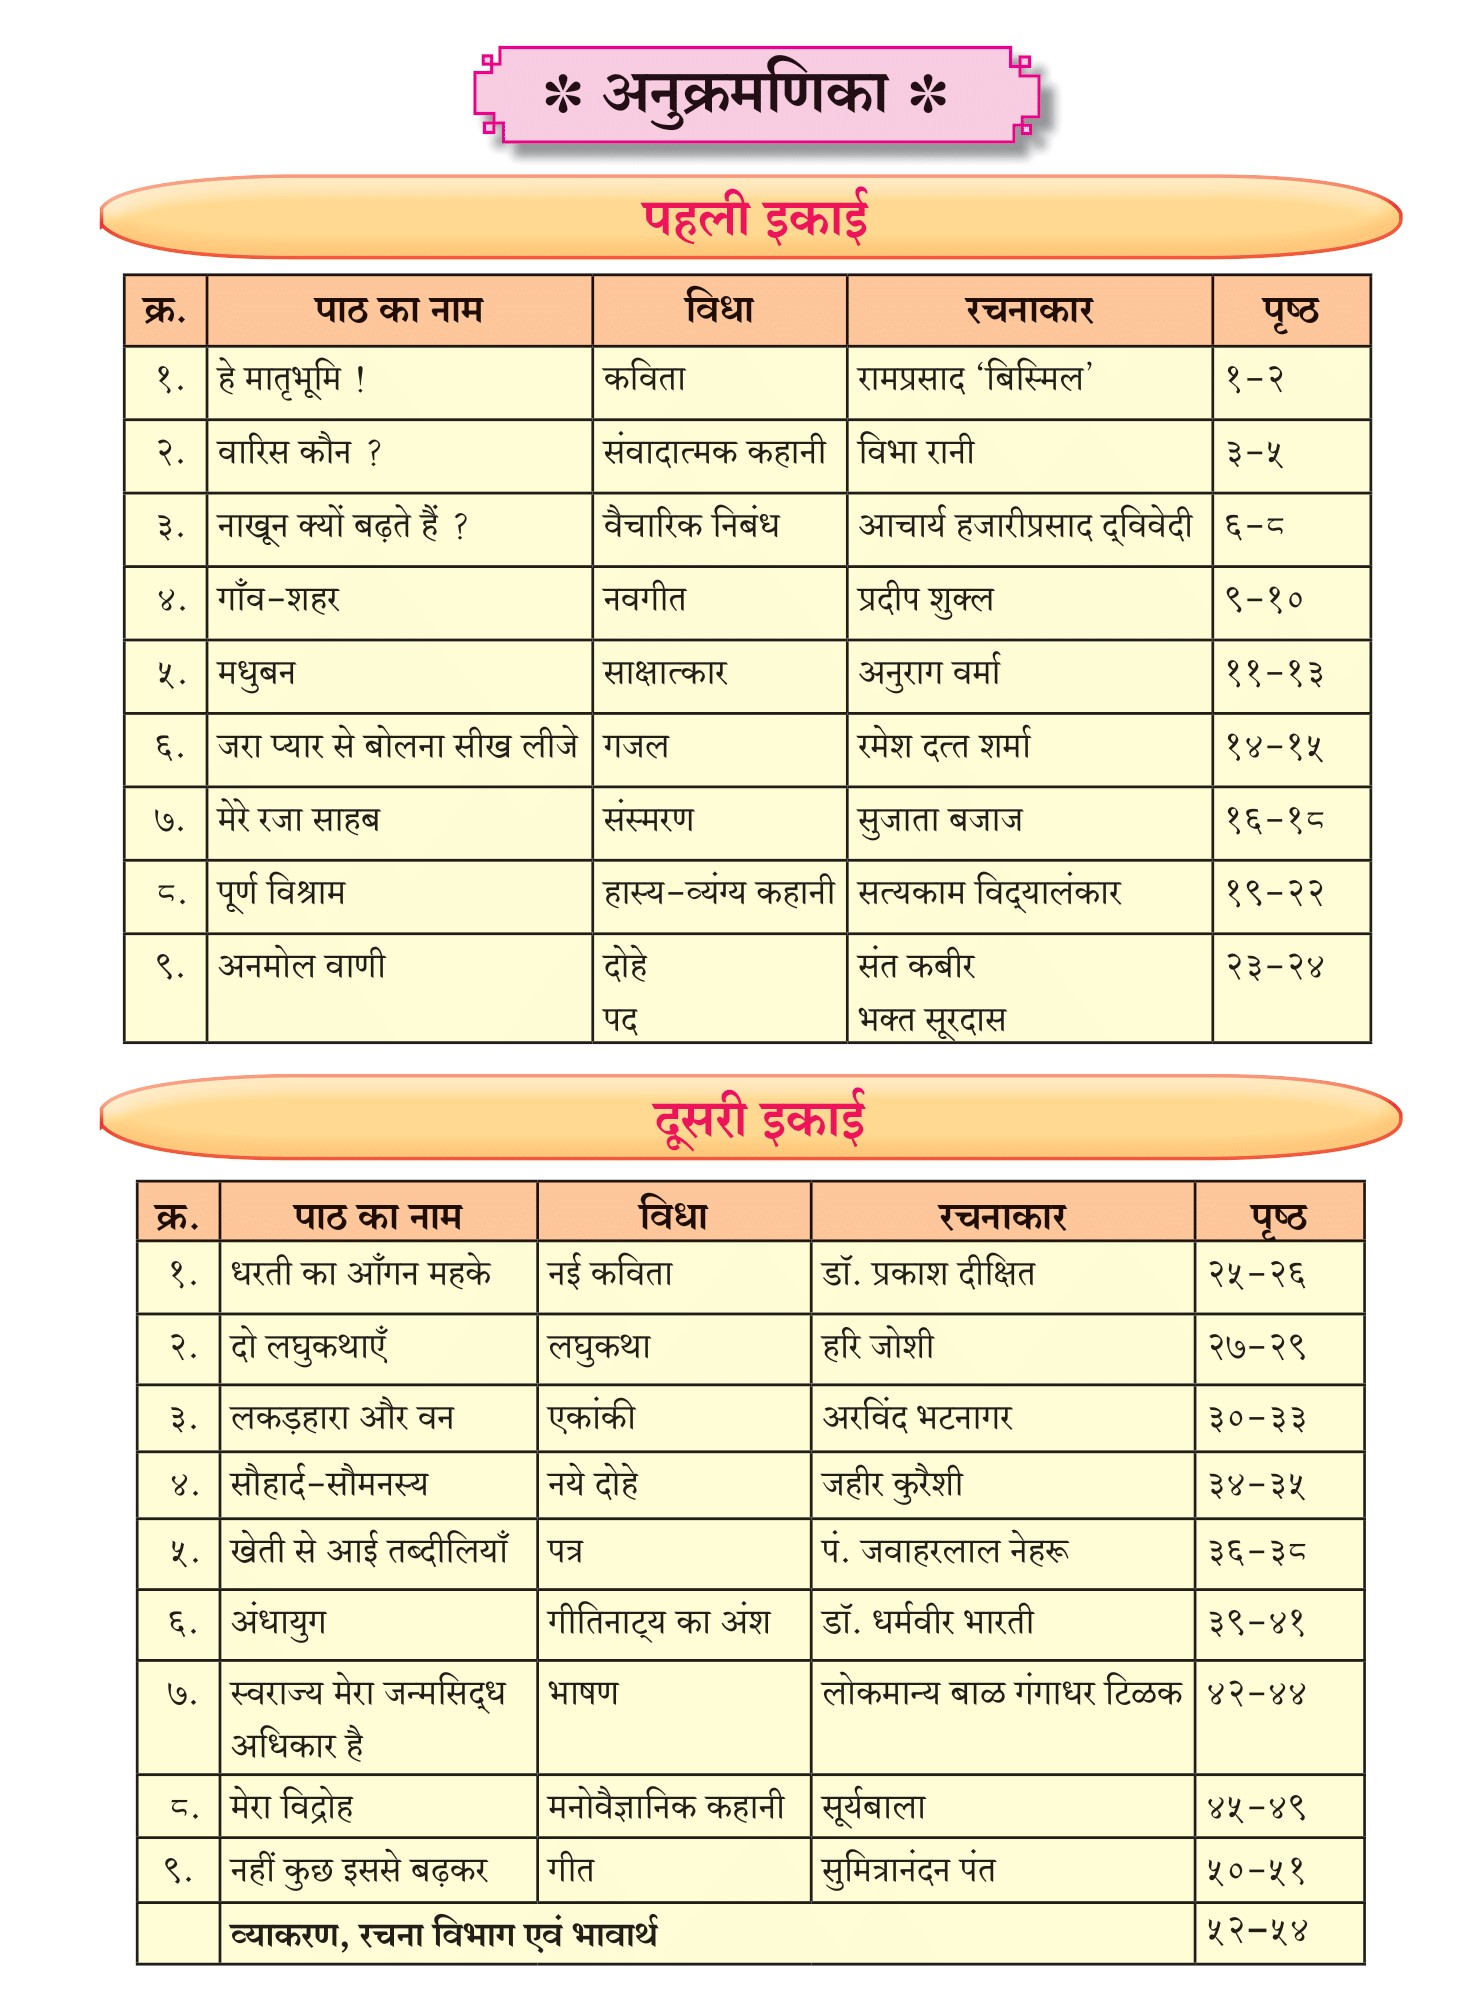 * अनुक्रमणिका *
पहली इकाई
क्र. पाठ का नाम विधा रचनाकार पृष्ठ
१. हे मातृभूमि ! कविता रामप्रसाद ‘बिस्मिल’ १-२
२. वारिस कौन ? संवादात्मक कहानी विभा रानी ३-५
३. नाखून क्यों बढ़ते हैं ? वैचारिक निबंध आचार्य हजारीप्रसाद द्‌विवेदी ६-८
४. गाँव-शहर नवगीत प्रदीप शुक्ल ९-१०
५. मधुबन साक्षात्कार अनुराग वर्मा ११-१३
६. जरा प्यार से बोलना सीख लीजे गजल रमेश दत्त शर्मा १४-१५
७. मेरे रजा साहब संस्मरण सुजाता बजाज १६-१८
८. पूर्ण विश्राम हास्य-व्यंग्य कहानी सत्यकाम विद्‌यालंकार १९-२२
९. अनमोल वाणी दोहे संत कबीर २३-२४
पद भक्त सूरदास
दूसरी इकाई
क्र. पाठ का नाम विधा रचनाकार पृष्ठ
१. धरती का आँगन महके नई कविता डॉ. प्रकाश दीक्षित २५-२६
२. दो लघुकथाएँ लघुकथा हरि जोशी २७-२९
३. लकड़हारा और वन एकांकी अरविंद भटनागर ३०-३३
४. सौहार्द-सौमनस्य नये दोहे जहीर कुरैशी ३४-३५
५. खेती से आई तब्दीलियाँ पत्र पं. जवाहरलाल नेहरू ३६-३८
६. अंधायुग गीतिनाट्य का अंश डॉ. धर्मवीर भारती ३९-४१
७. स्वराज्य मेरा जन्मसिद्‌ध भाषण लोकमान्य बाळ गंगाधर टिळक ४२-४४
अधिकार है
८. मेरा विद्रोह मनोवैज्ञानिक कहानी सूर्यबाला ४५-४९
९. नहीं कुछ इससे बढ़कर गीत सुमित्रानंदन पंत ५०-५१
व्याकरण, रचना विभाग एवं भावार्थ ५२-५४